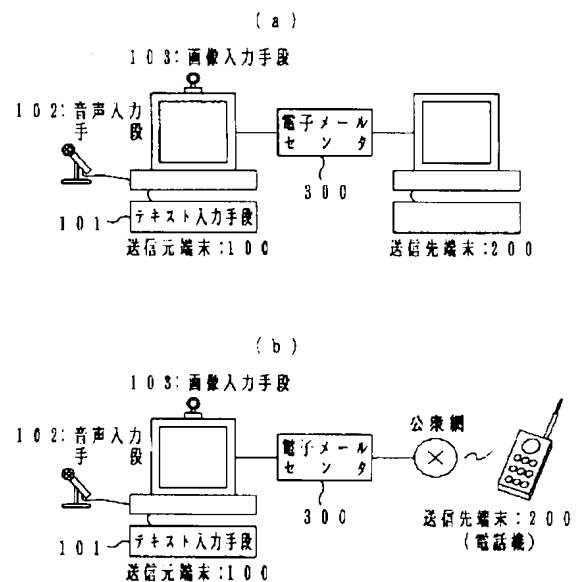 (a)
103:画像入力手段
102:音声入力
手段
電子メール
センタ
300
101
テキスト入力手段
送信元端末:100
送信先端末:200
(b)
103:画像入力手段
102:音声入力
手段
公衆網
電子メール
センタ
300
101
テキスト入力手段
送信元端末:100
送信先端末:200
(電話機)